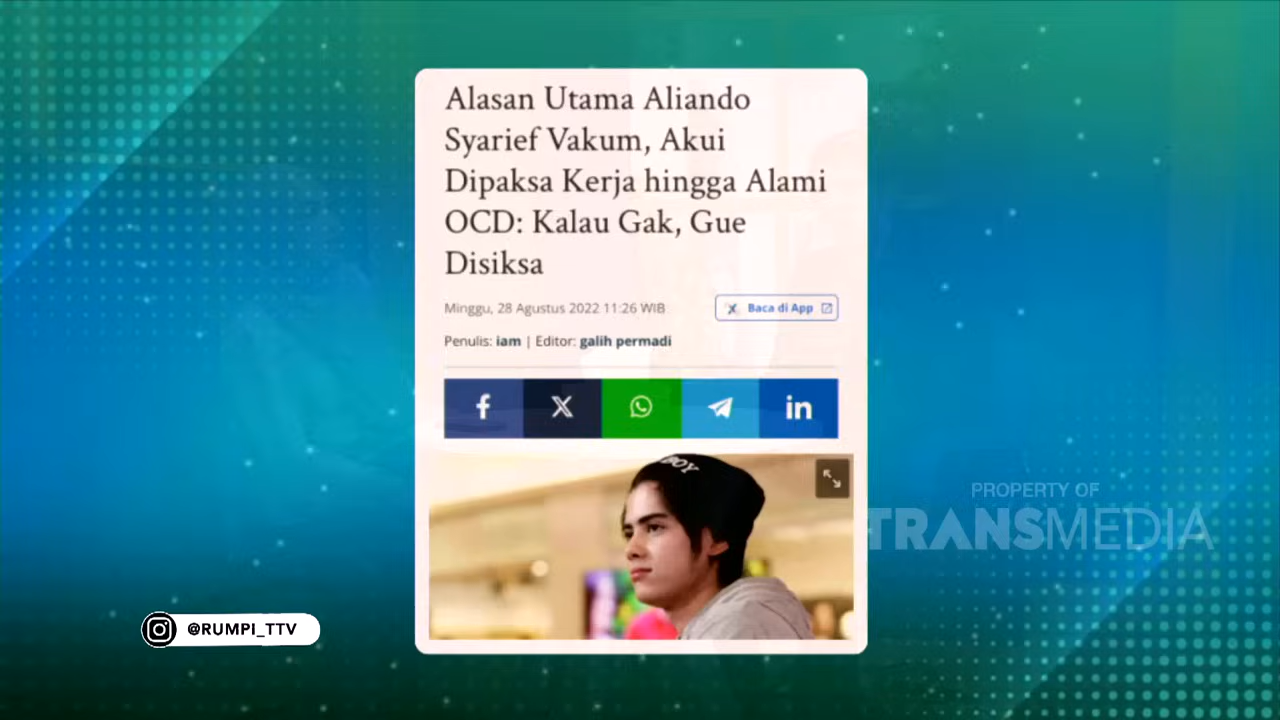 Alasan Utama Aliando
Syarief Vakum, Akui
Dipaksa Kerja hingga Alami
OCD: Kalau Gak, Gue
Disiksa
Minggu, 28 Agustus 2022 11:26 WIB
Baca di App
Penulis: iam | Editor: galih permadi
BOY
PROPERTY OF
TRANSMEDIA
@RUMPI_TTV